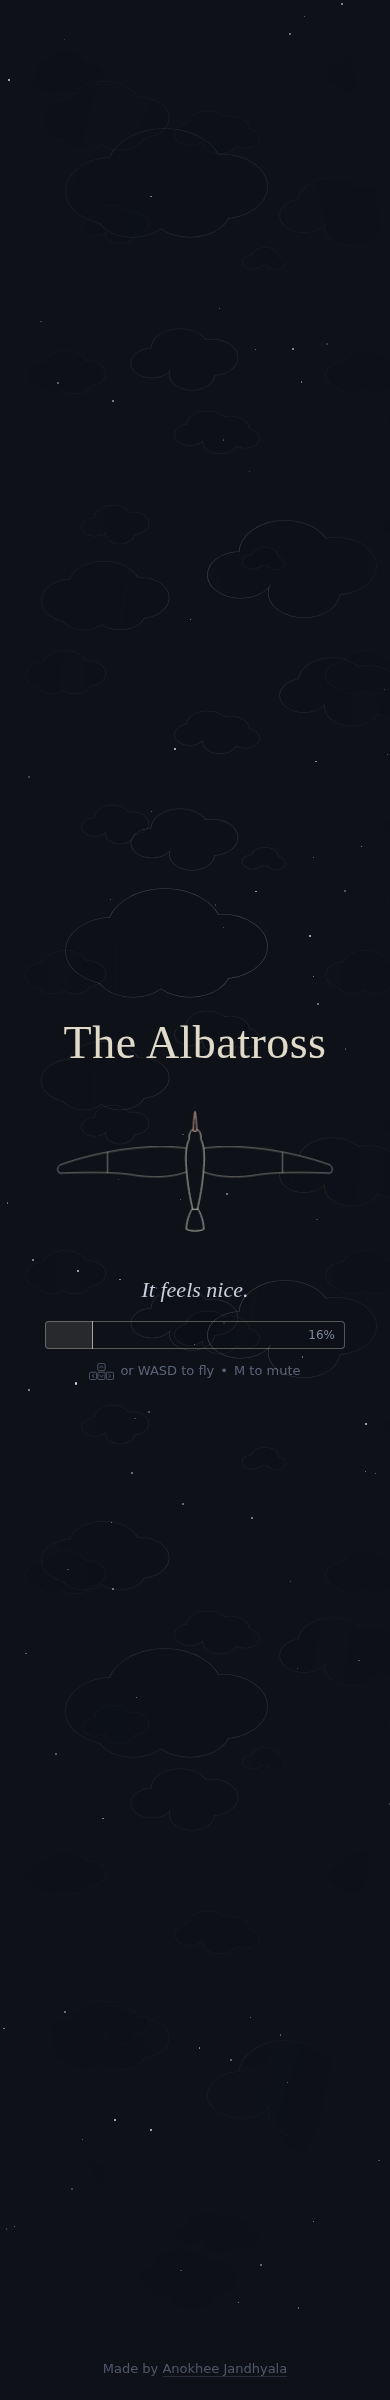 The Albatross
It feels nice.
16%
or WASD to fly • M to mute
Made by Anokhee Jandhyala